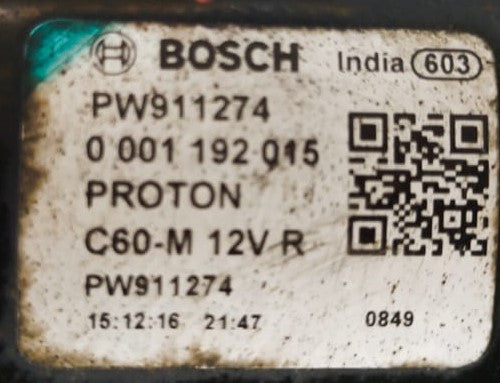 BOSCH India 603
PW911274
0 001 192 015
PROTON
C60-M 12V R
PW911274
15:12:16 21:47 0849